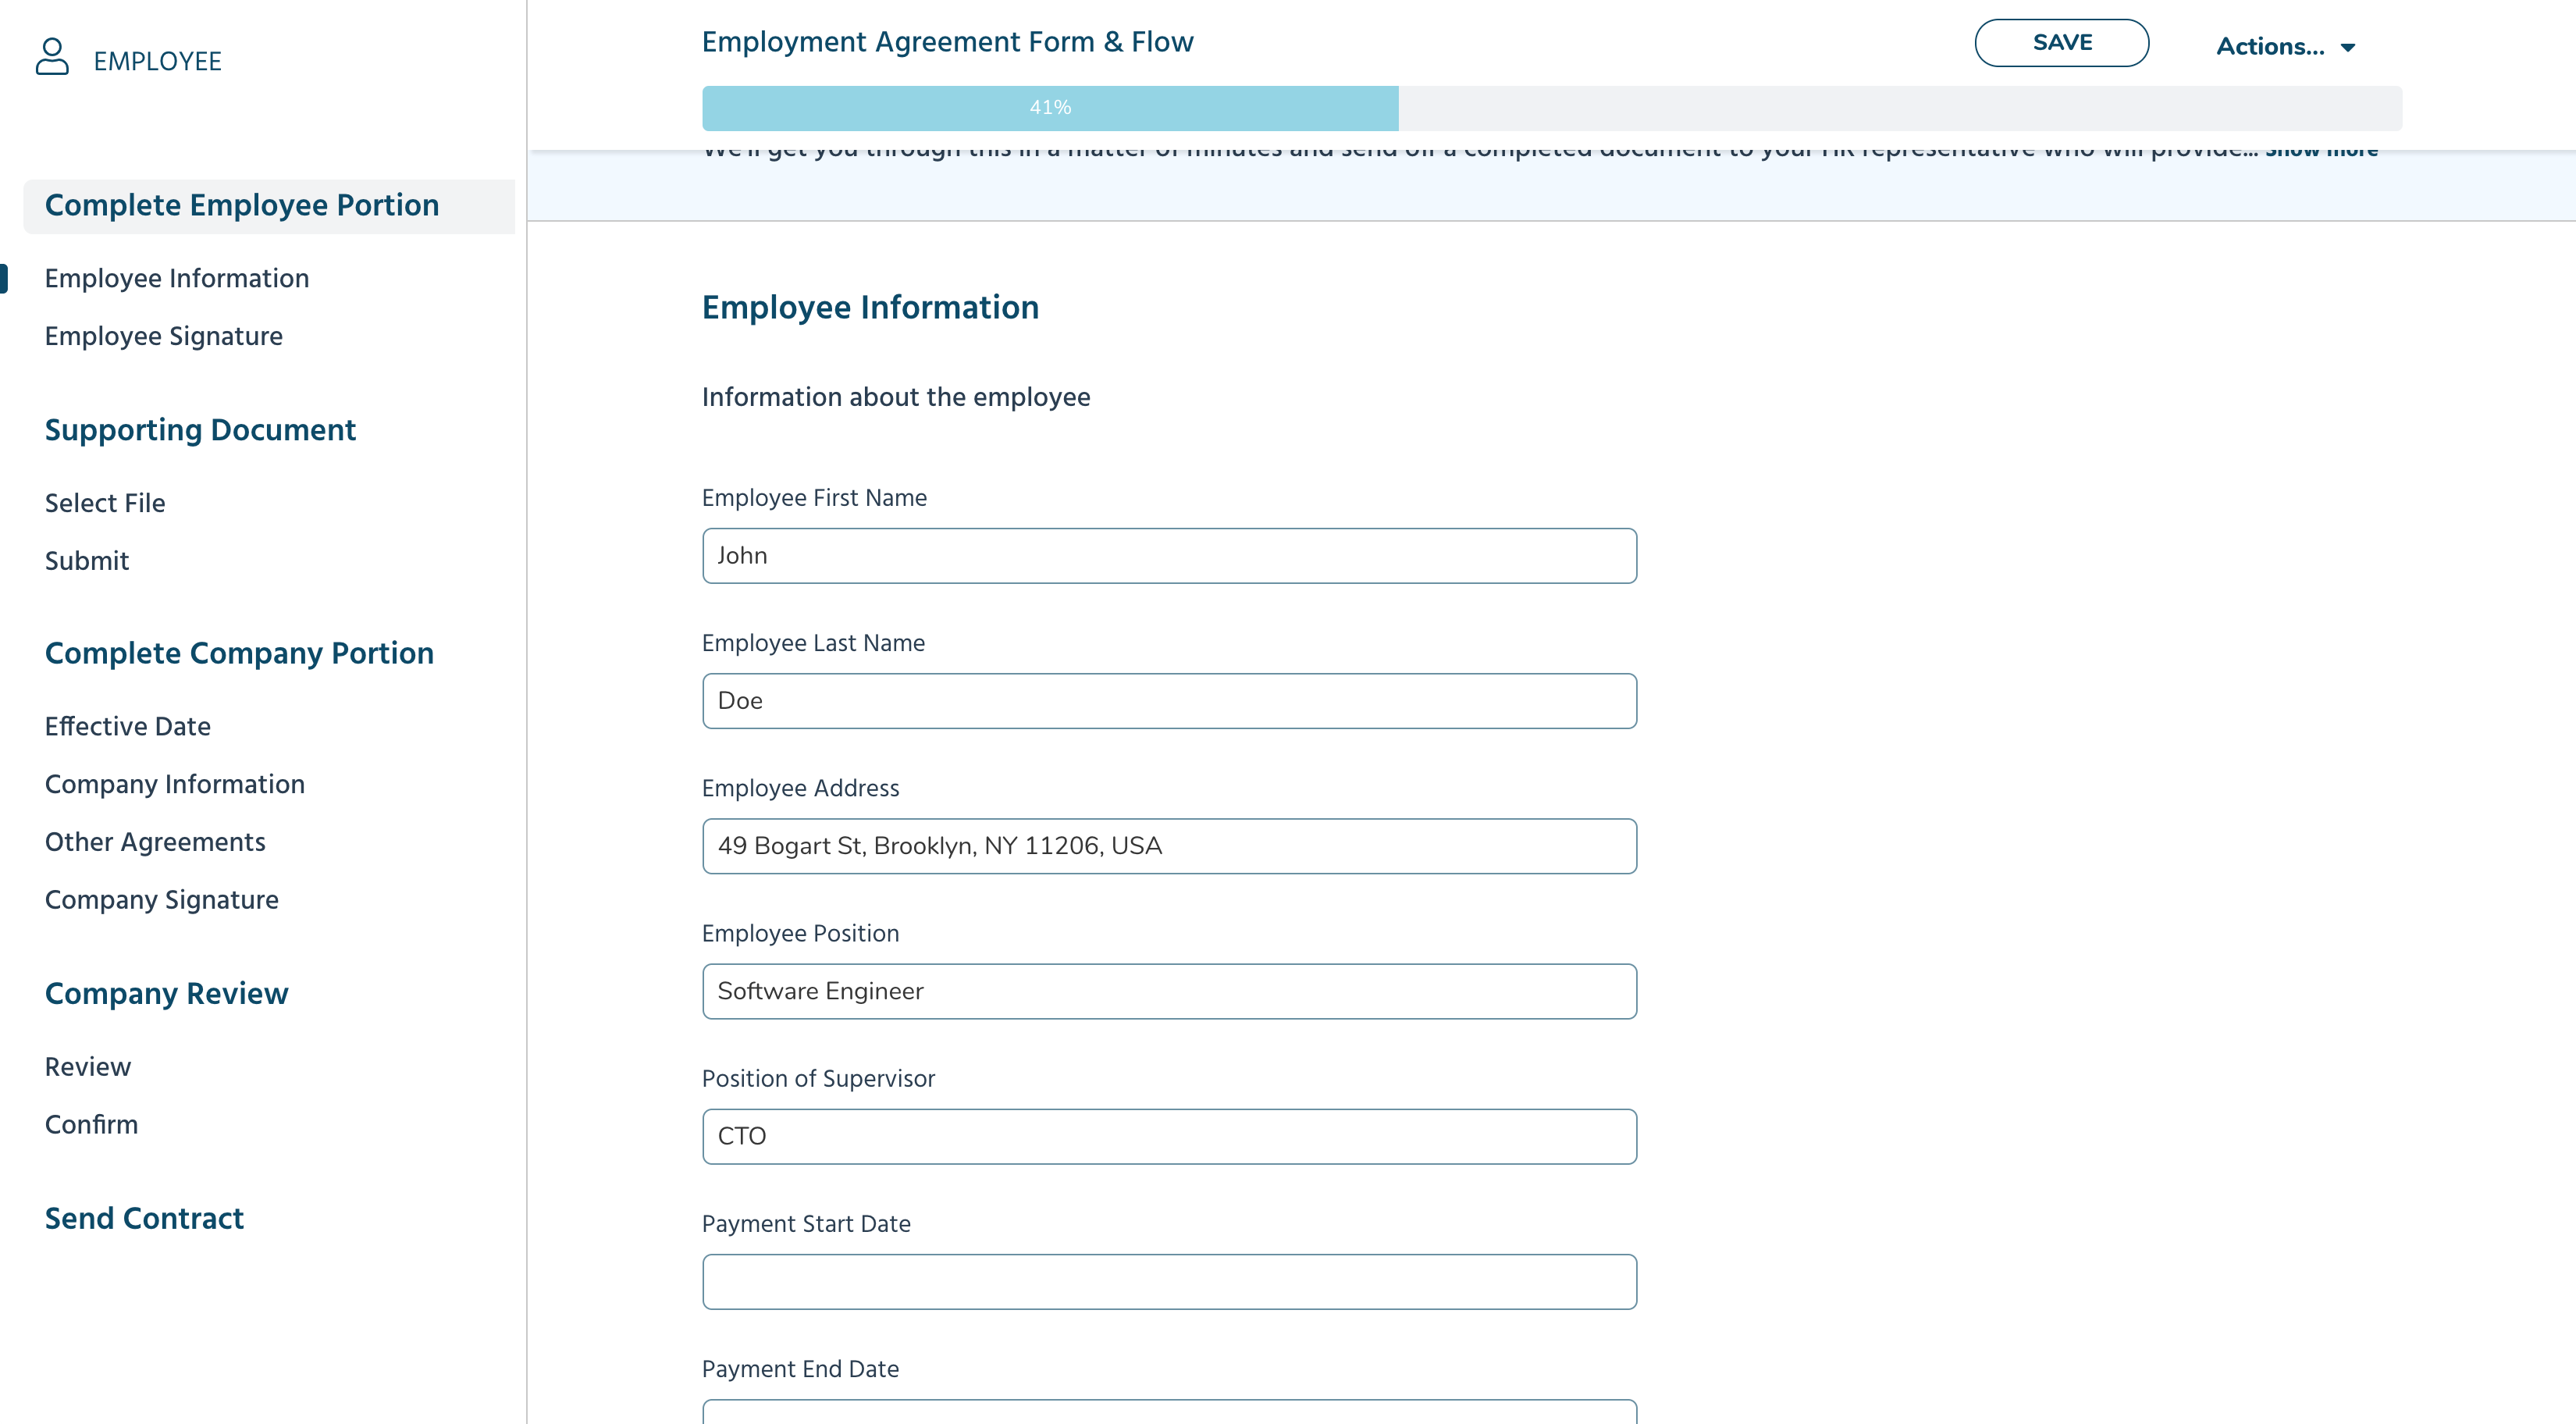 EMPLOYEE
Complete Employee Portion
Employee Information
Employee Signature
Supporting Document
Select File
Submit
Complete Company Portion
Effective Date
Company Information
Other Agreements
Company Signature
Company Review
Review
Confirm
Send Contract
Employment Agreement Form & Flow
SAVE
Actions...
41%
We'll get you through this in a matter of minutes and send off a completed document to your HR representative who will provide... Show more
Employee Information
Information about the employee
Employee First Name
John
Employee Last Name
Doe
Employee Address
49 Bogart St, Brooklyn, NY 11206, USA
Employee Position
Software Engineer
Position of Supervisor
CTO
Payment Start Date
Payment End Date